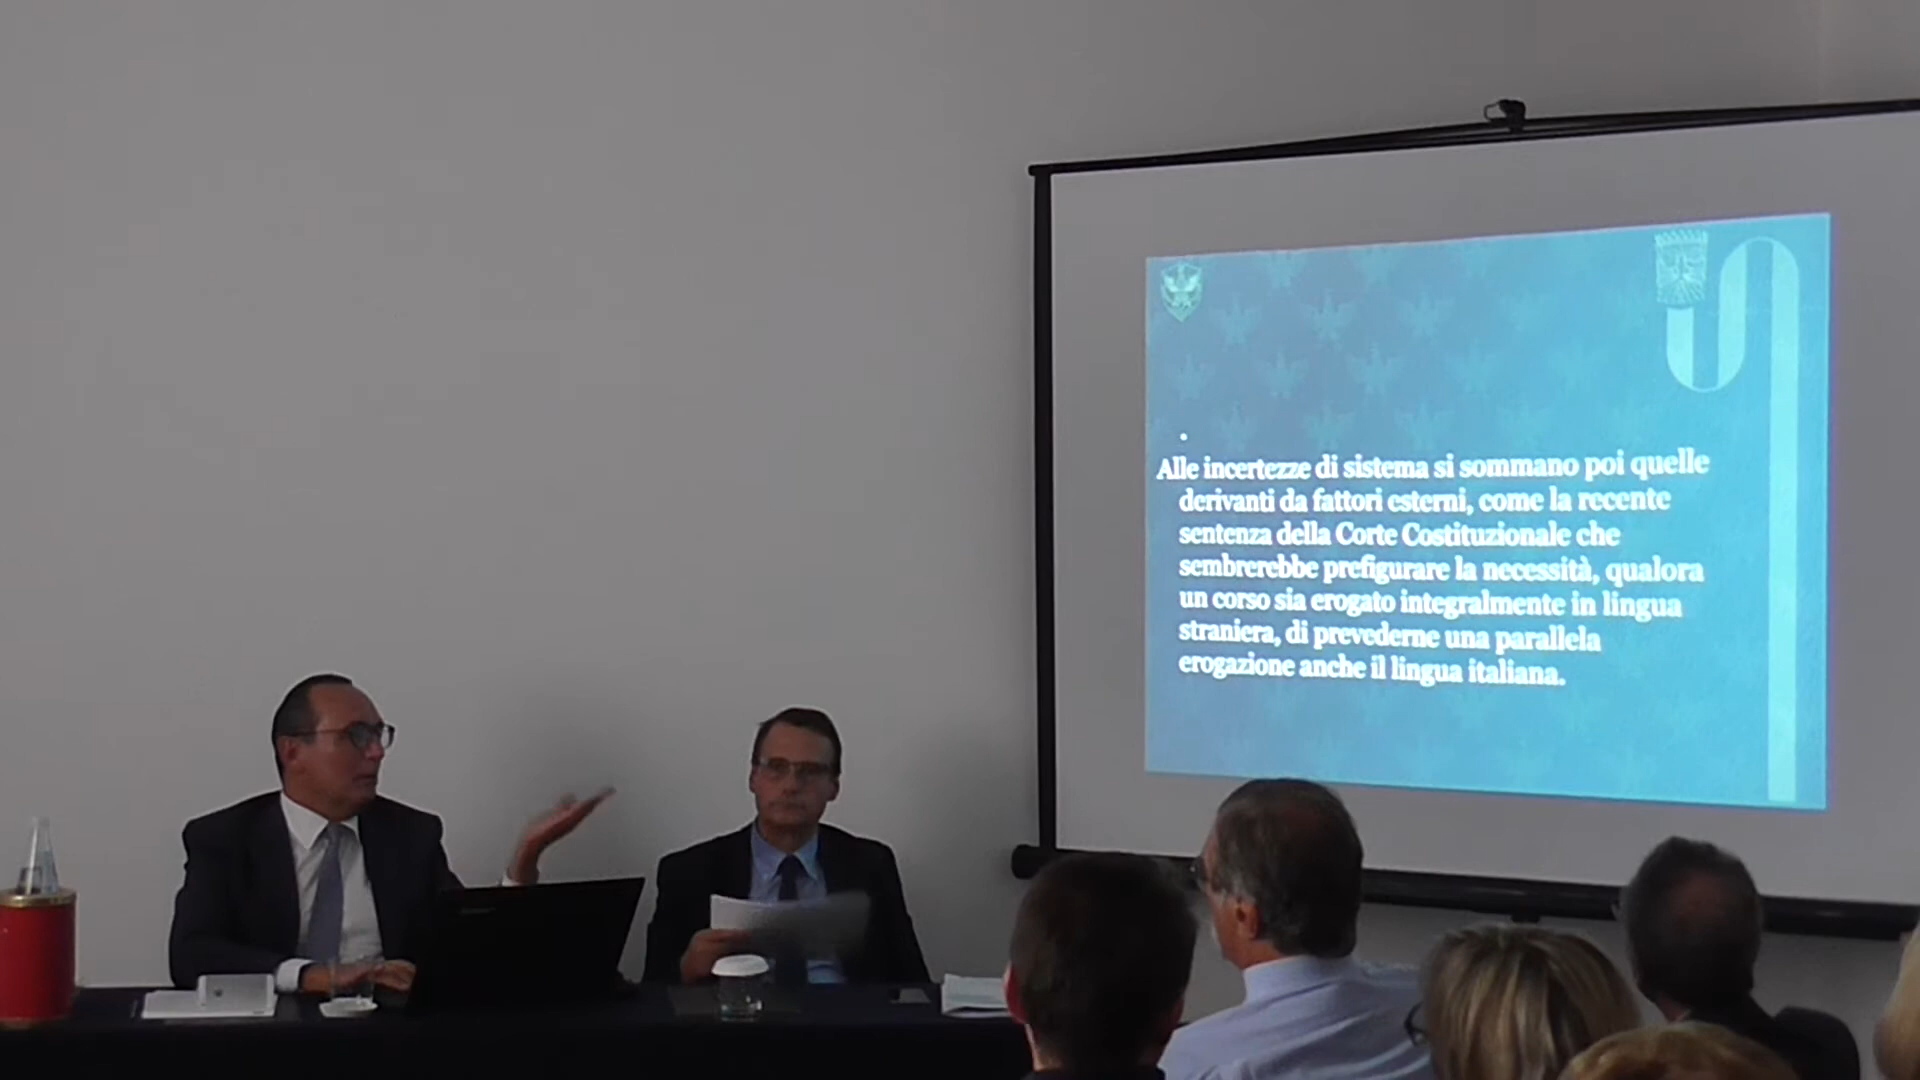 .
Alle incertezze di sistema si sommano poi quelle
derivanti da fattori esterni, come la recente
sentenza della Corte Costituzionale che
sembrerebbe prefigurare la necessità, qualora
un corso sia erogato integralmente in lingua
straniera, di prevederne una parallela
erogazione anche il lingua italiana.